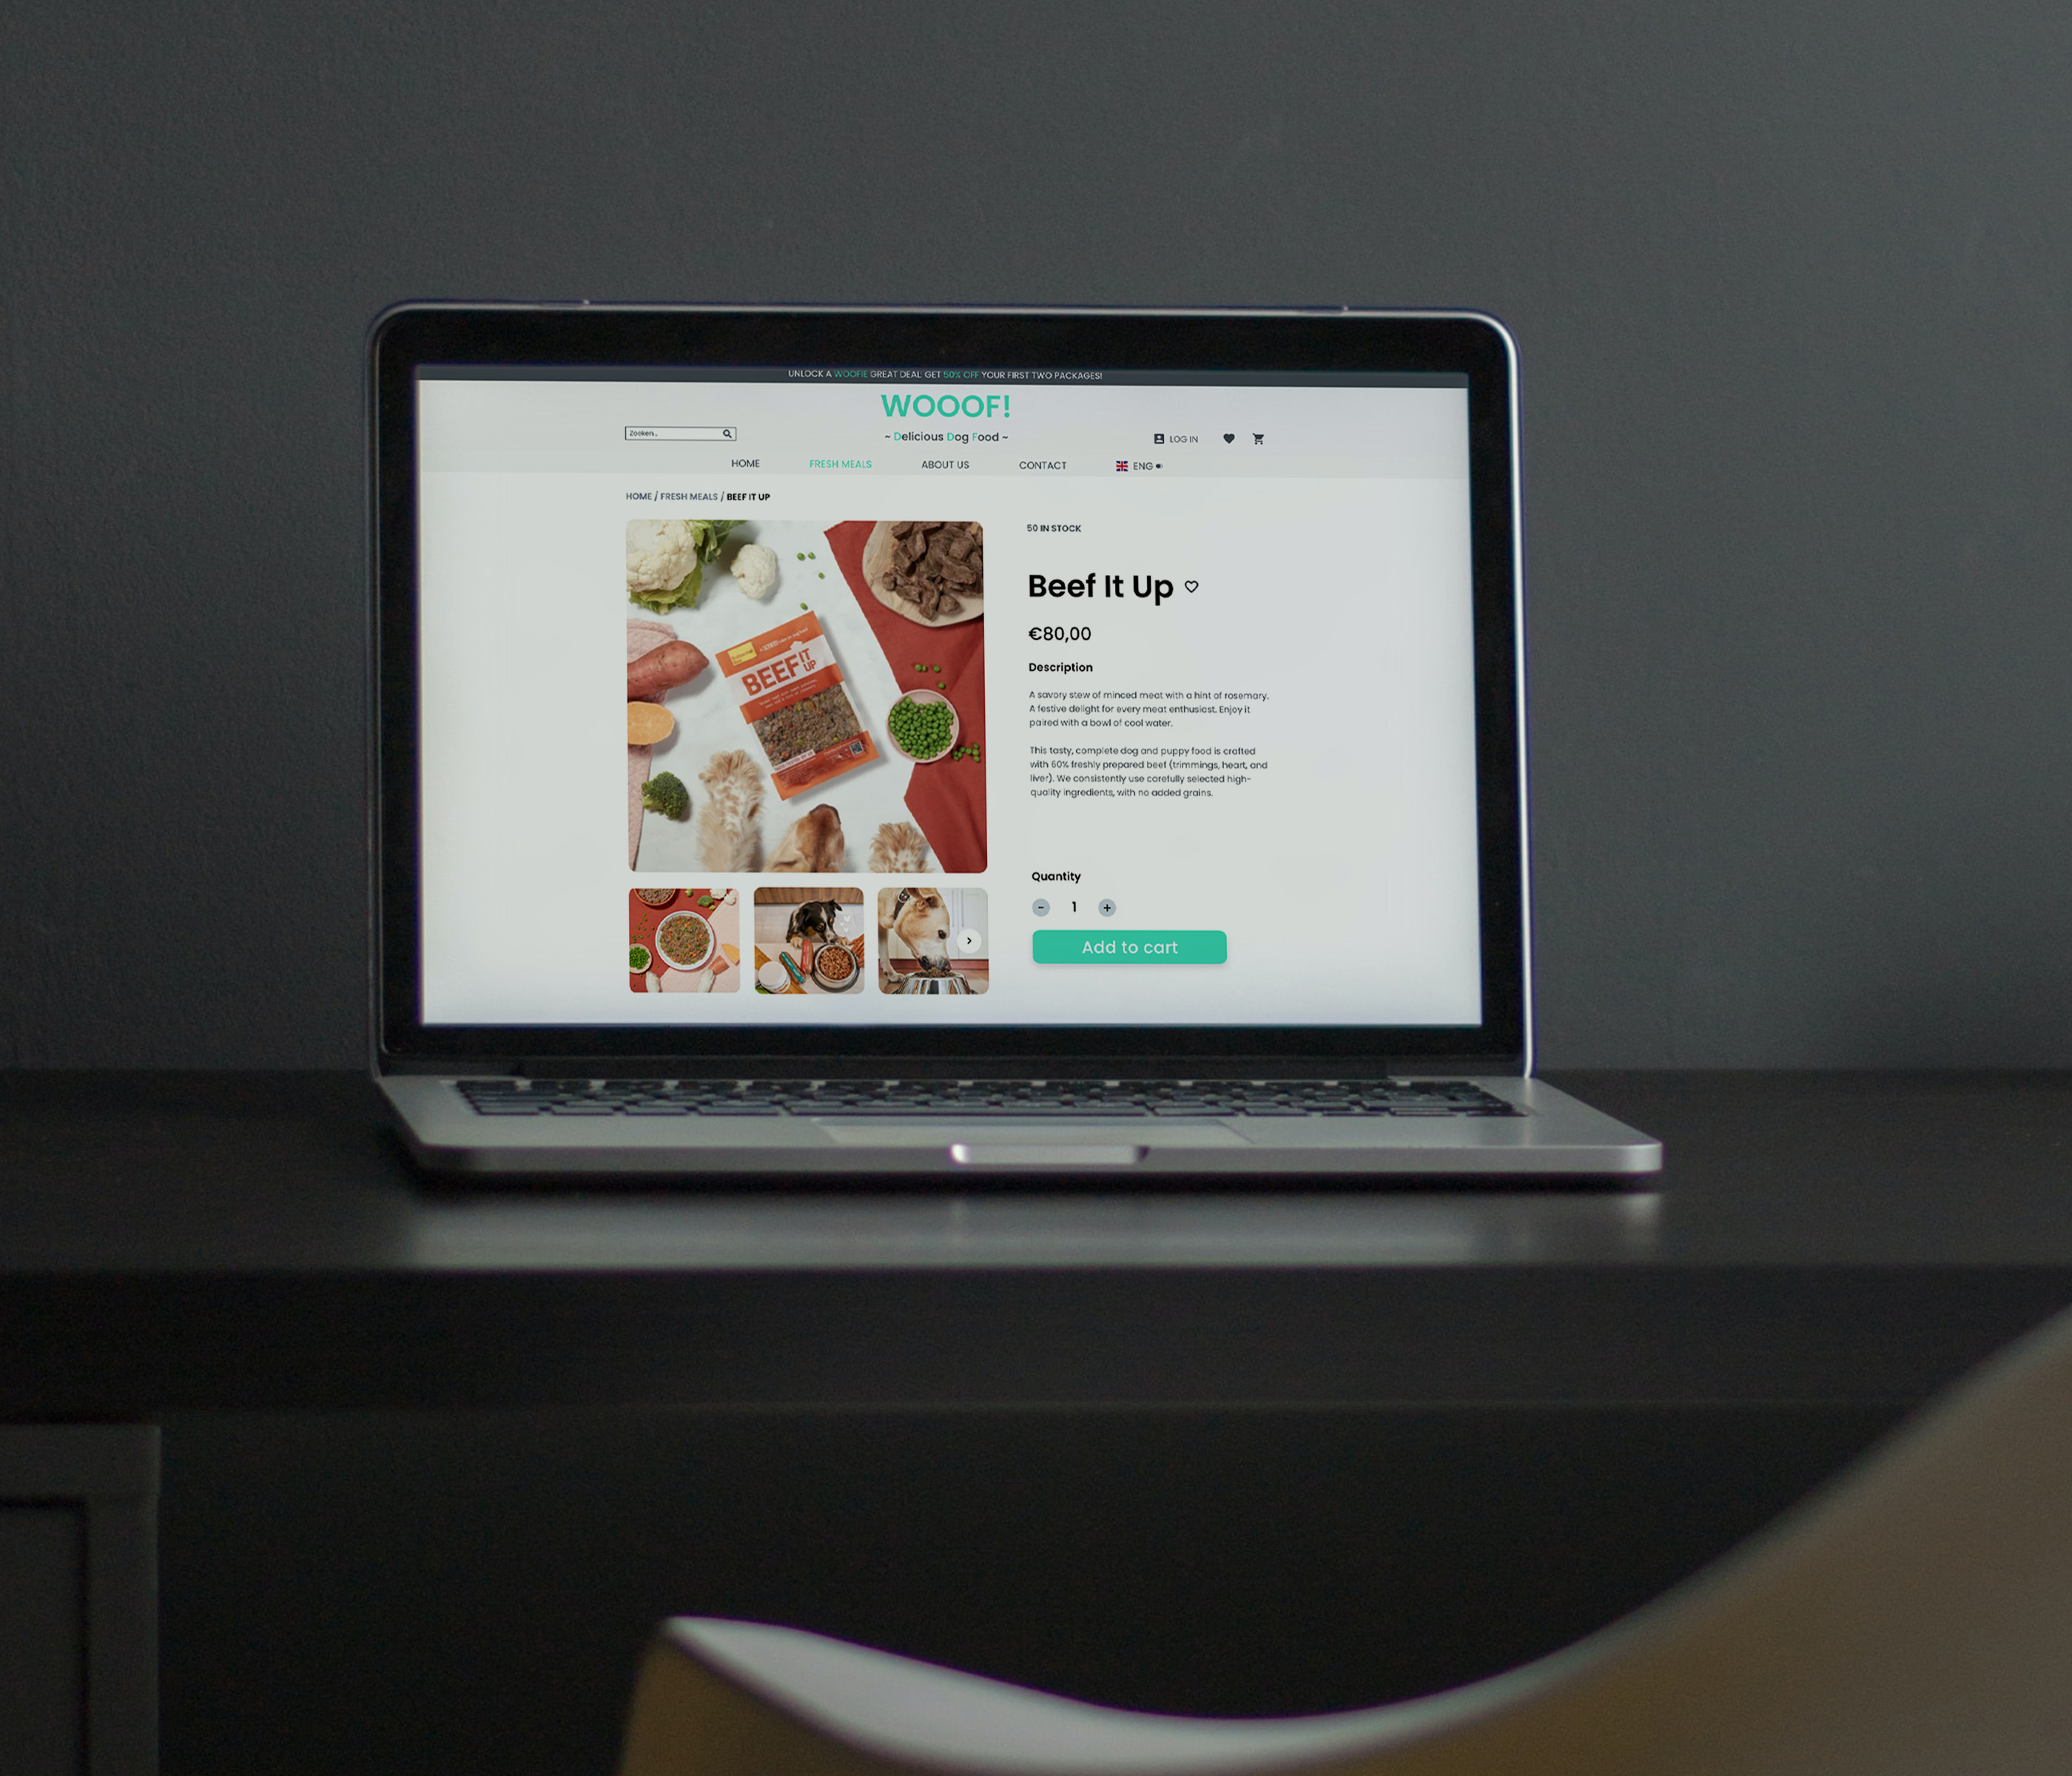 UNLOCK A WOOFIE GREAT DEAL: GET 50% OFF YOUR FIRST TWO PACKAGES!
WOOOF!
~ Delicious Dog Food ~
Zoeken..
LOG IN
HOME FRESH MEALS ABOUT US CONTACT ENG
HOME / FRESH MEALS / BEEF IT UP
50 IN STOCK
Beef It Up
€80,00
Description
A savory stew of minced meat with a hint of rosemary.
A festive delight for every meat enthusiast. Enjoy it
paired with a bowl of cool water.
This tasty, complete dog and puppy food is crafted
with 60% freshly prepared beef (trimmings, heart, and
liver). We consistently use carefully selected high-
quality ingredients, with no added grains.
BEEF IT
UP
Quantity
- 1 +
Add to cart